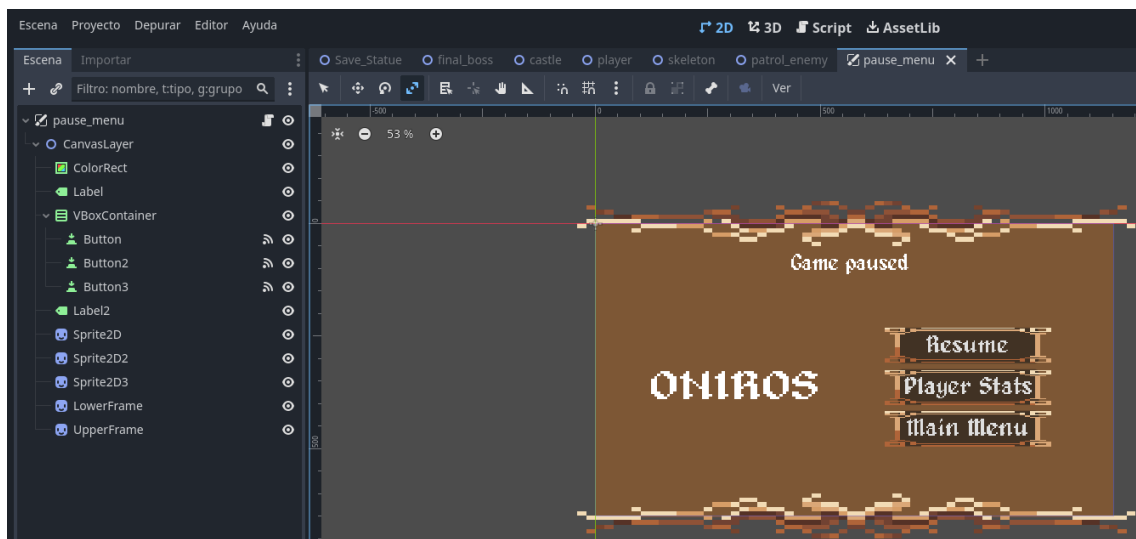 Escena Proyecto Depurar Editor Ayuda
2D 3D Script AssetLib
Escena Importar
Save_Statue final_boss castle player skeleton patrol_enemy pause_menu
Filtro: nombre, t:tipo, g:grupo
Ver
pause_menu
CanvasLayer
ColorRect
Label
VBoxContainer
Button
Button2
Button3
Label2
Sprite2D
Sprite2D2
Sprite2D3
LowerFrame
UpperFrame
-500 0 500 1000
53 %
0
500
Game paused
ONIROS
Resume
Player Stats
Main Menu